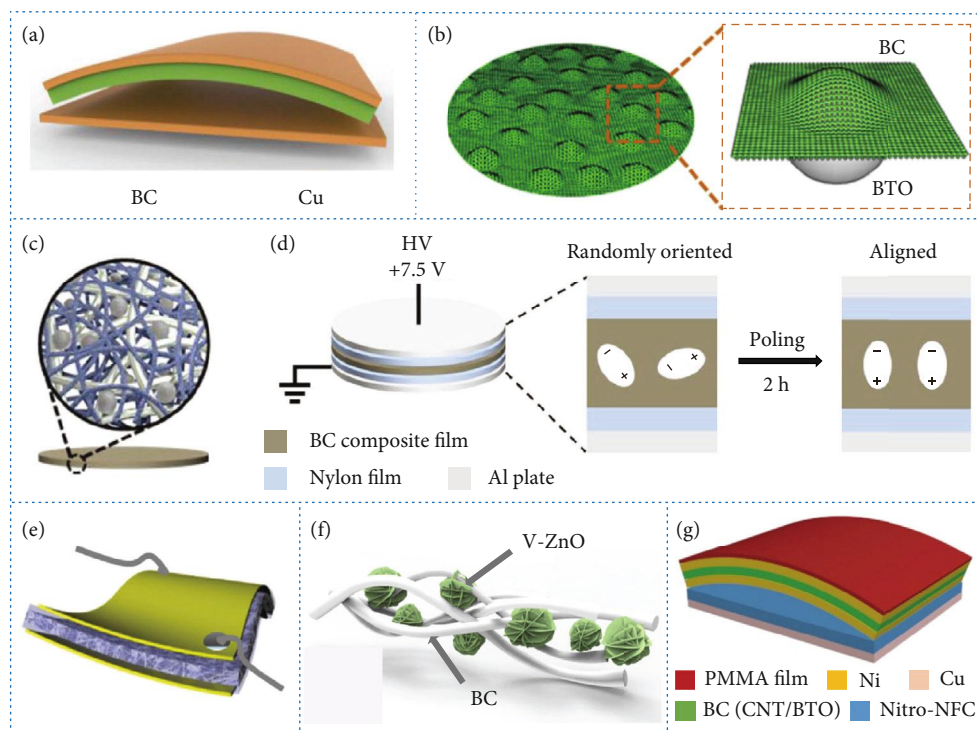 (a)
BC
Cu
(b)
BC
BTO
(c)
(d)
HV
+7.5 V
Randomly oriented
Aligned
Poling
2 h
- + - +
- - + +
BC composite film
Nylon film
Al plate
(e)
(f)
V-ZnO
BC
(g)
PMMA film
Ni
Cu
BC (CNT/BTO)
Nitro-NFC